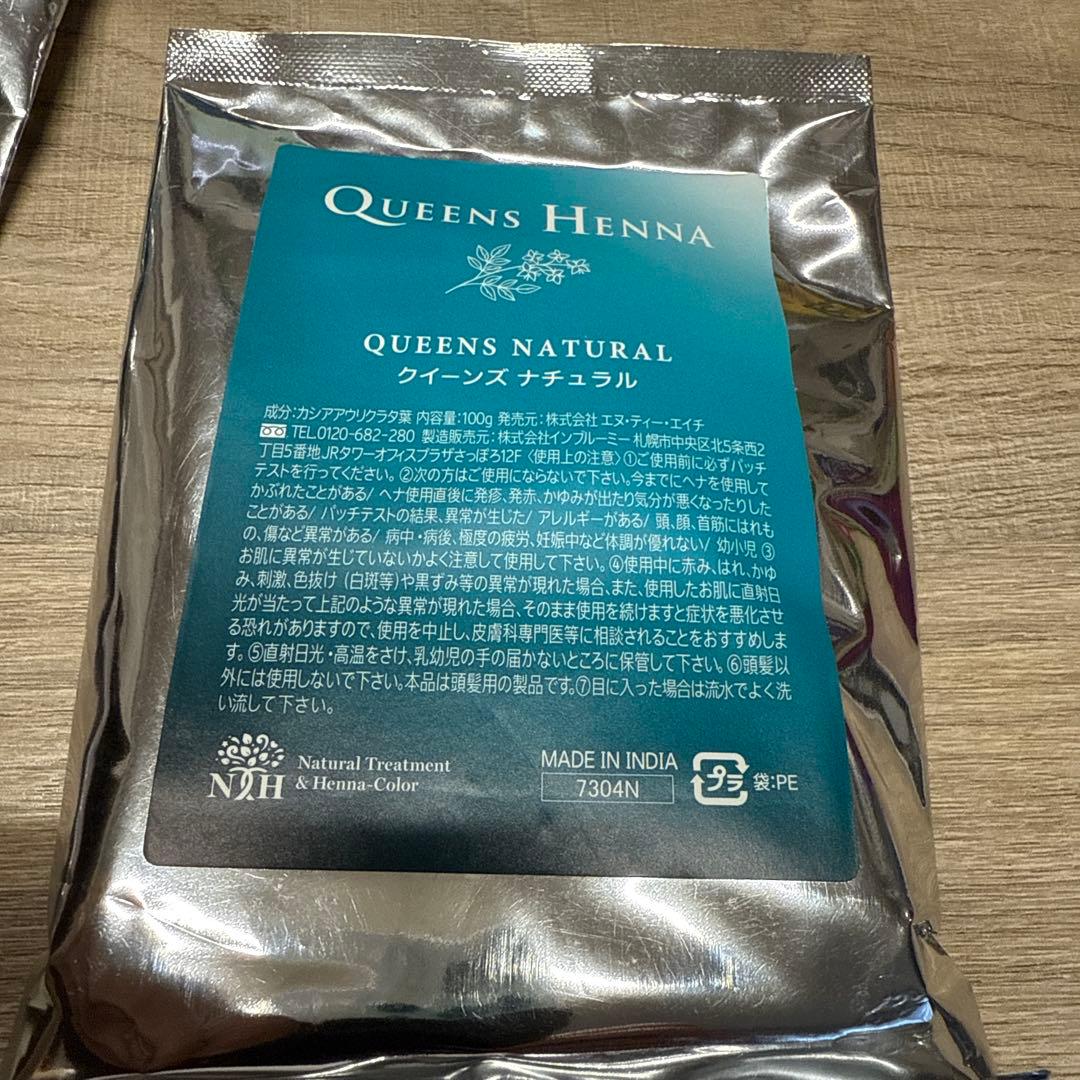 QUEENS HENNA
QUEENS NATURAL
クイーンズ ナチュラル
成分:カシアアウリクラタ葉 内容量:100g 発売元:株式会社 エヌ・ティー・エイチ
TEL.0120-682-280 製造販売元:株式会社インブルーミー 札幌市中央区北5条西2
丁目5番地JRタワーオフィスプラザさっぽろ12F 〈使用上の注意〉①ご使用前に必ずパッチ
テストを行ってください。②次の方はご使用にならないで下さい。今までにヘナを使用して
かぶれたことがある/ ヘナ使用直後に発疹、発赤、かゆみが出たり気分が悪くなったりした
ことがある/ パッチテストの結果、異常が生じた/ アレルギーがある/ 頭、顔、首筋にはれも
の、傷など異常がある/ 病中・病後、極度の疲労、妊娠中など体調が優れない/ 幼小児 ③
お肌に異常が生じていないかよく注意して使用して下さい。④使用中に赤み、はれ、かゆ
み、刺激、色抜け (白斑等)や黒ずみ等の異常が現れた場合、また、使用したお肌に直射日
光が当たって上記のような異常が現れた場合、そのまま使用を続けますと症状を悪化させ
る恐れがありますので、使用を中止し、皮膚科専門医等に相談されることをおすすめしま
す。⑤直射日光・高温をさけ、乳幼児の手の届かないところに保管して下さい。⑥頭髪以
外には使用しないで下さい。本品は頭髪用の製品です。⑦目に入った場合は流水でよく洗
い流して下さい。
NTH Natural Treatment
& Henna-Color
MADE IN INDIA
7304N
プラ 袋:PE